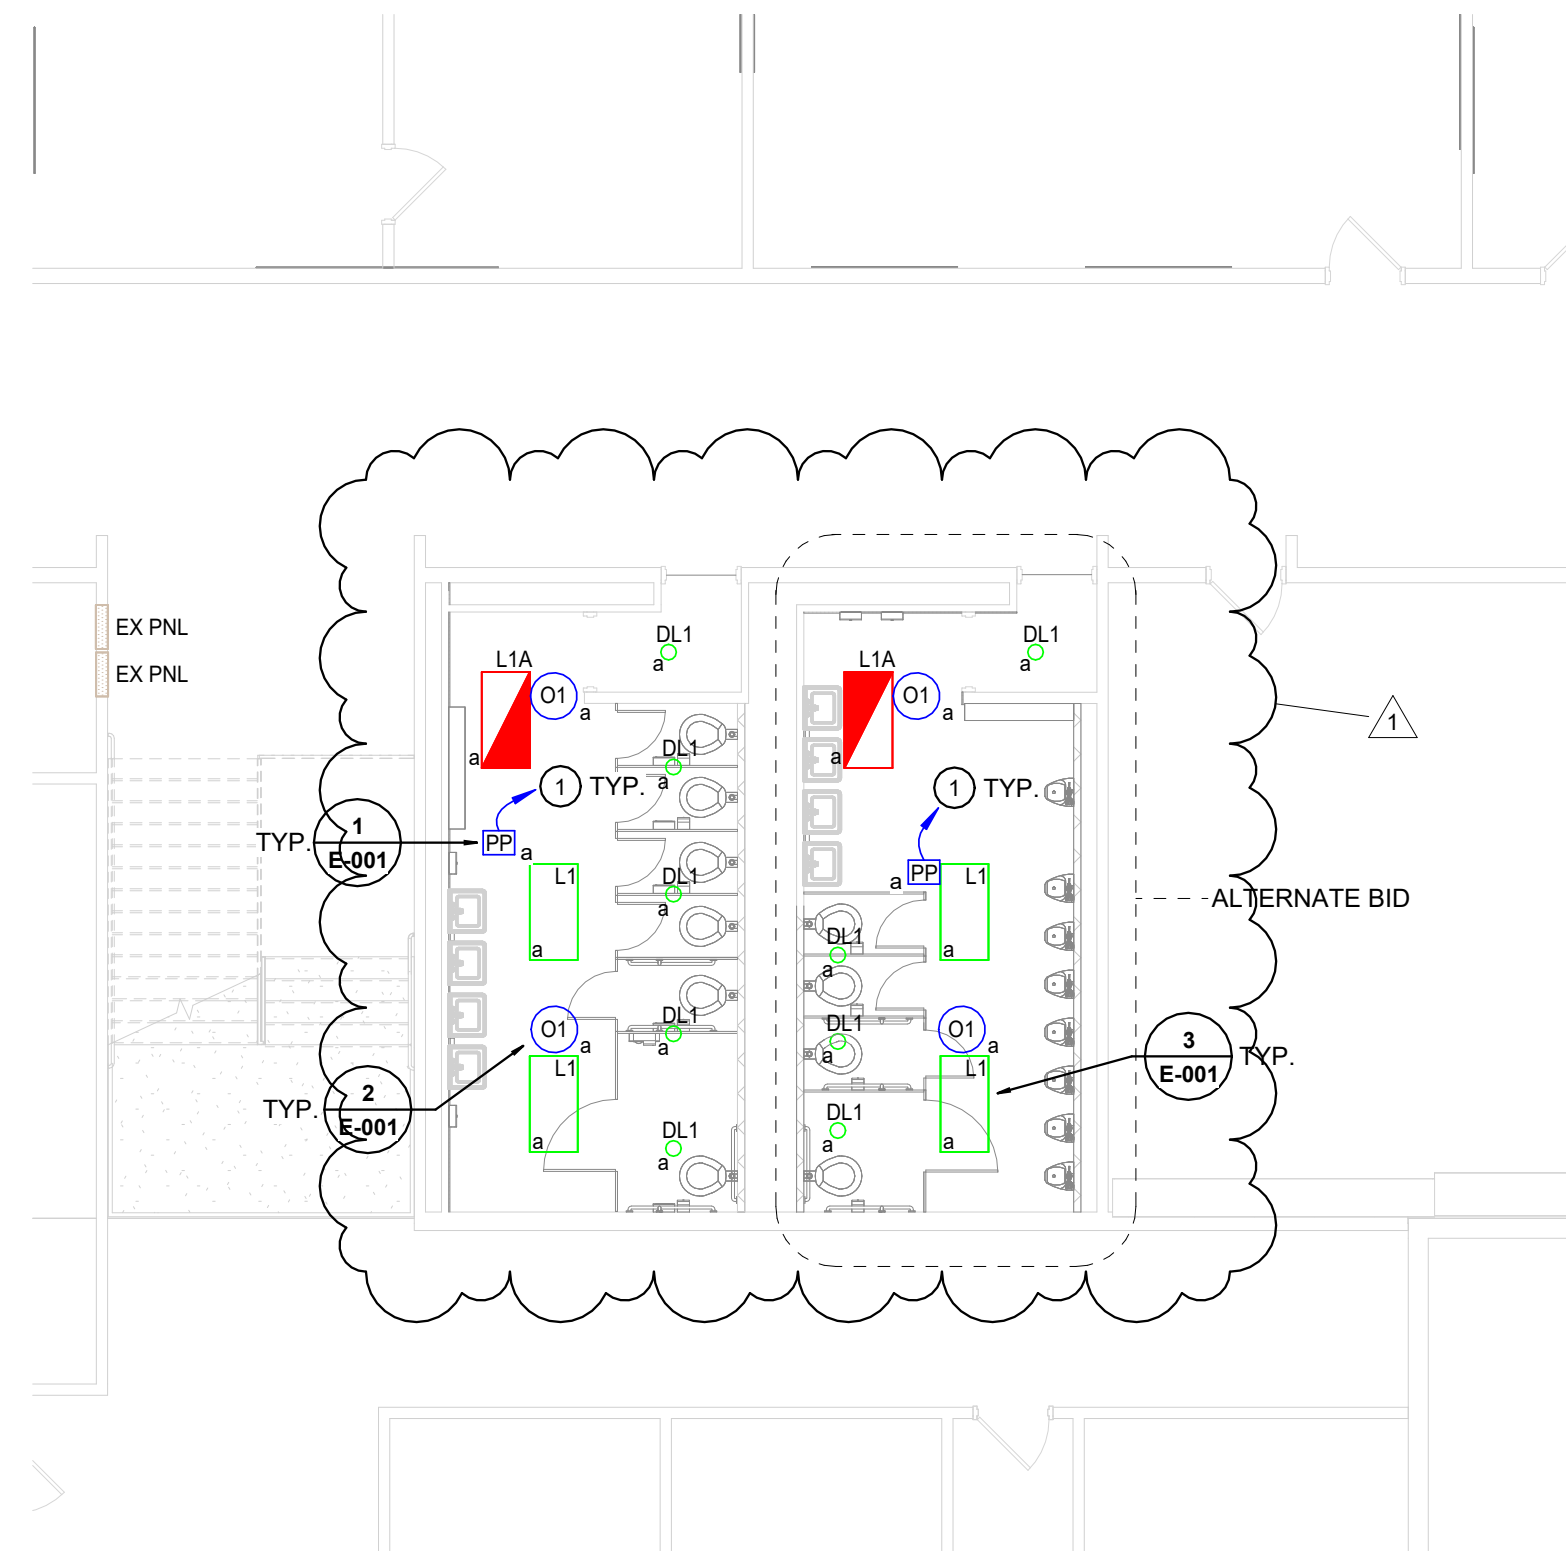 EX PNL
EX PNL
L1A
DL1
a
O1
a
a
DL1
a
1 TYP.
TYP.
1
E-001
PP
a
L1
a
DL1
a
O1
a
DL1
a
L1
a
TYP.
2
E-001
DL1
a
L1A
DL1
a
O1
a
a
1 TYP.
PP
a
L1
a
DL1
a
DL1
a
O1
a
L1
a
DL1
a
3
E-001
TYP.
1
ALTERNATE BID